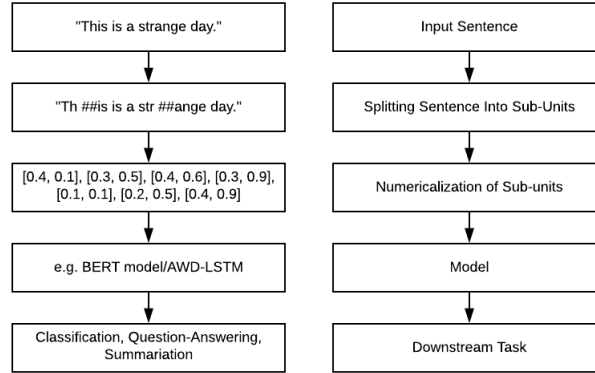 "This is a strange day."
Input Sentence
"Th ##is is a str ##ange day."
Splitting Sentence Into Sub-Units
[0.4, 0.1], [0.3, 0.5], [0.4, 0.6], [0.3, 0.9],
[0.1, 0.1], [0.2, 0.5], [0.4, 0.9]
Numericalization of Sub-units
e.g. BERT model/AWD-LSTM
Model
Classification, Question-Answering,
Summariation
Downstream Task